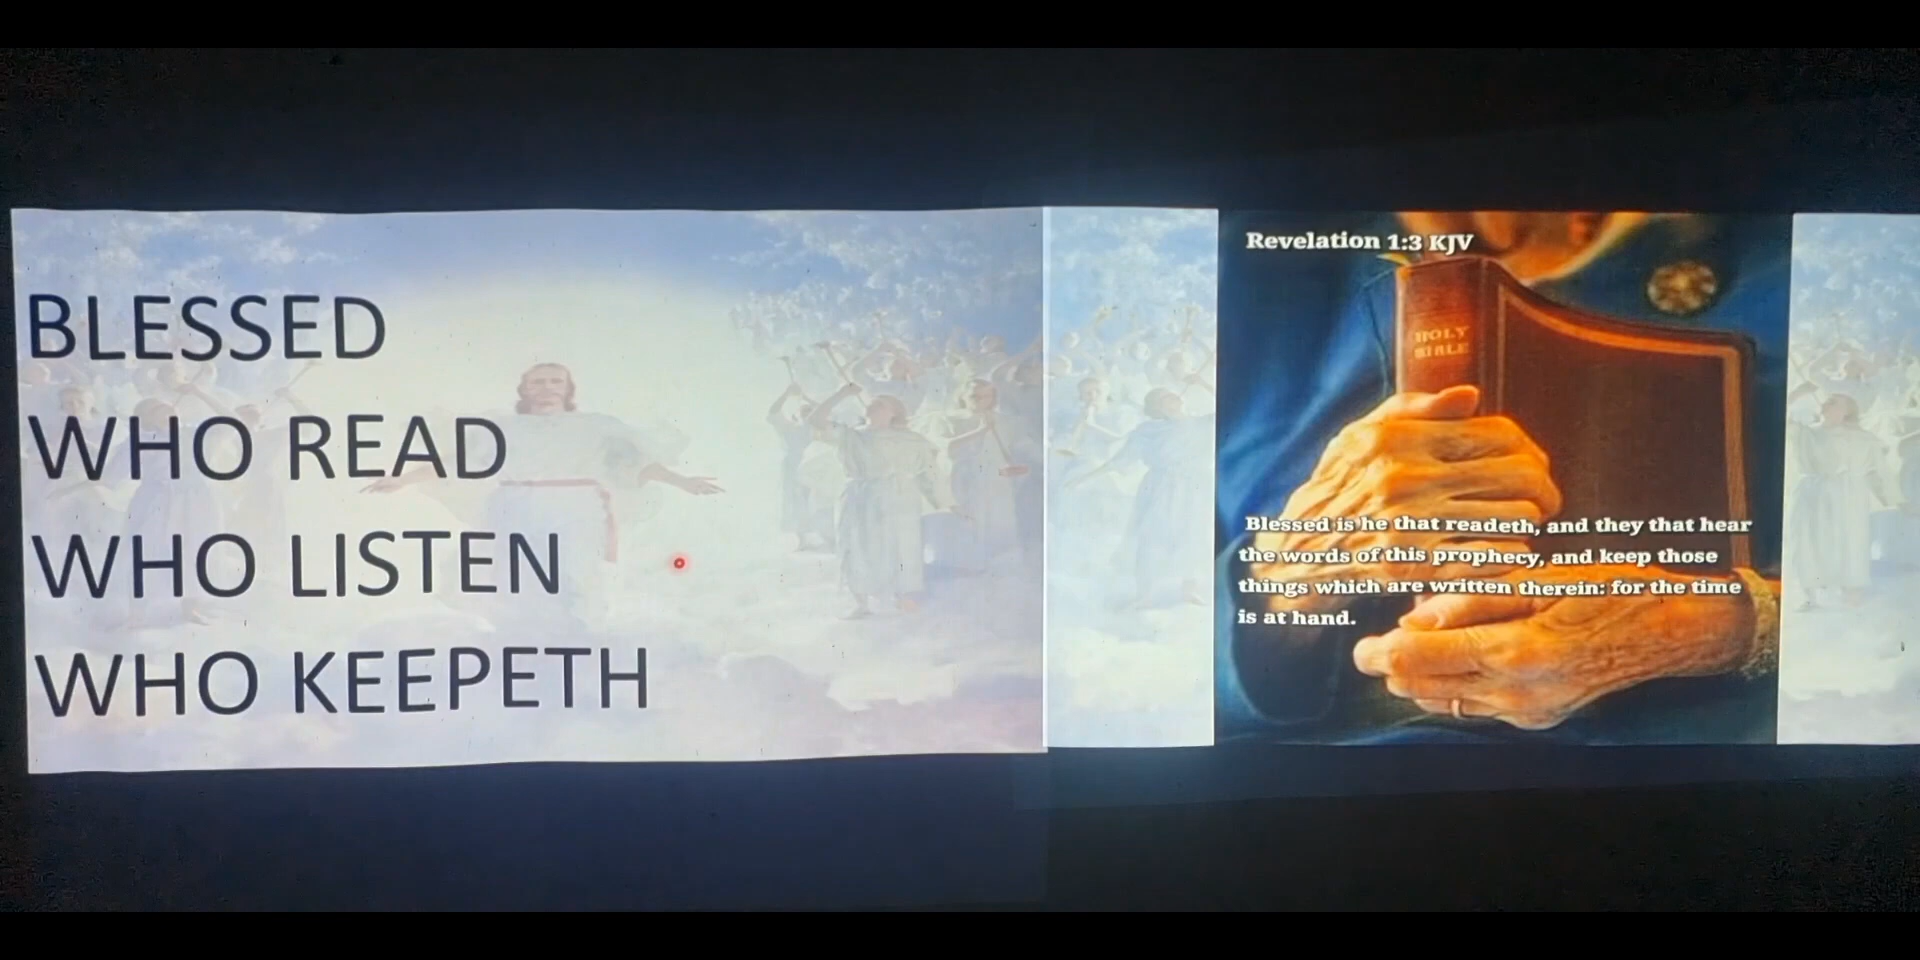 BLESSED
WHO READ
WHO LISTEN
WHO KEEPETH
Revelation 1:3 KJV
HOLY
BIBLE
Blessed is he that readeth, and they that hear
the words of this prophecy, and keep those
things which are written therein: for the time
is at hand.